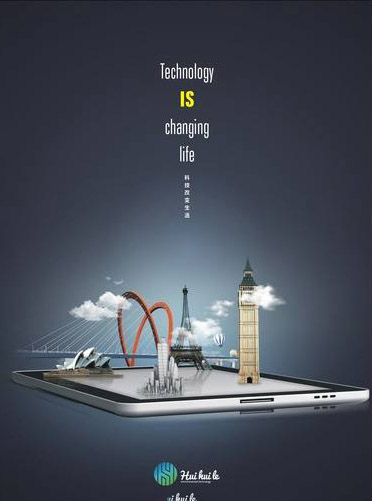 Technology
IS
changing
life
科技改变生活
Hui hui le